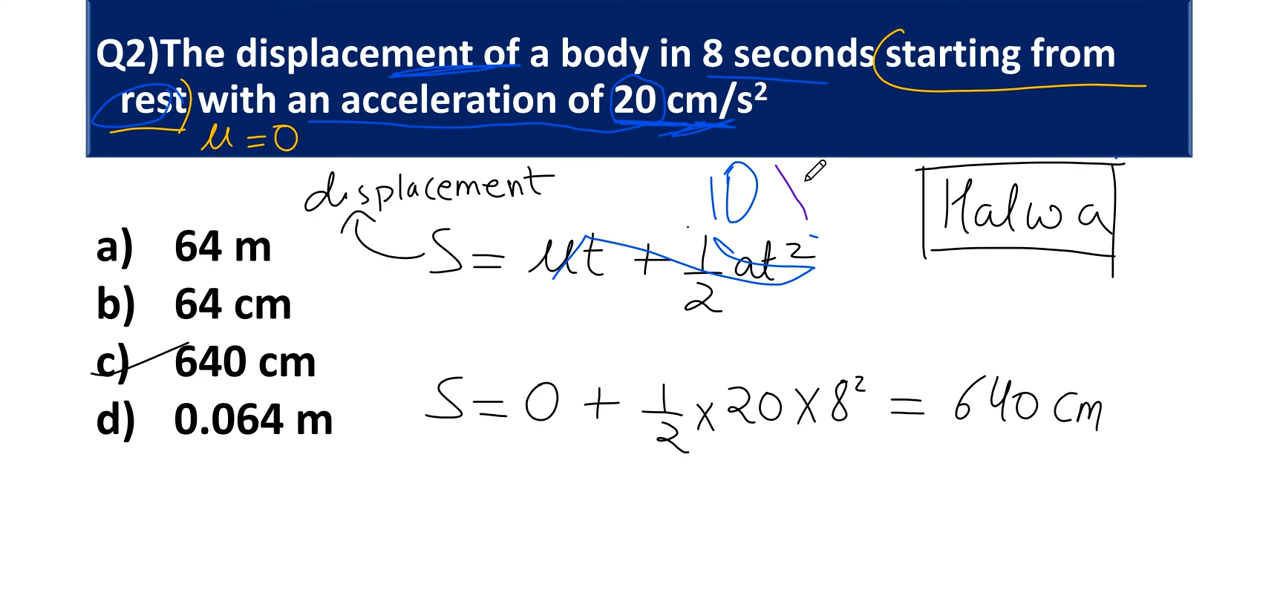 Q2)The displacement of a body in 8 seconds starting from
rest with an acceleration of 20 cm/s²
u = 0
displacement
10 \
Halwa
S = ut + 1/2 at²
a) 64 m
b) 64 cm
c) 640 cm
d) 0.064 m
S = 0 + 1/2 × 20 × 8² = 640 cm